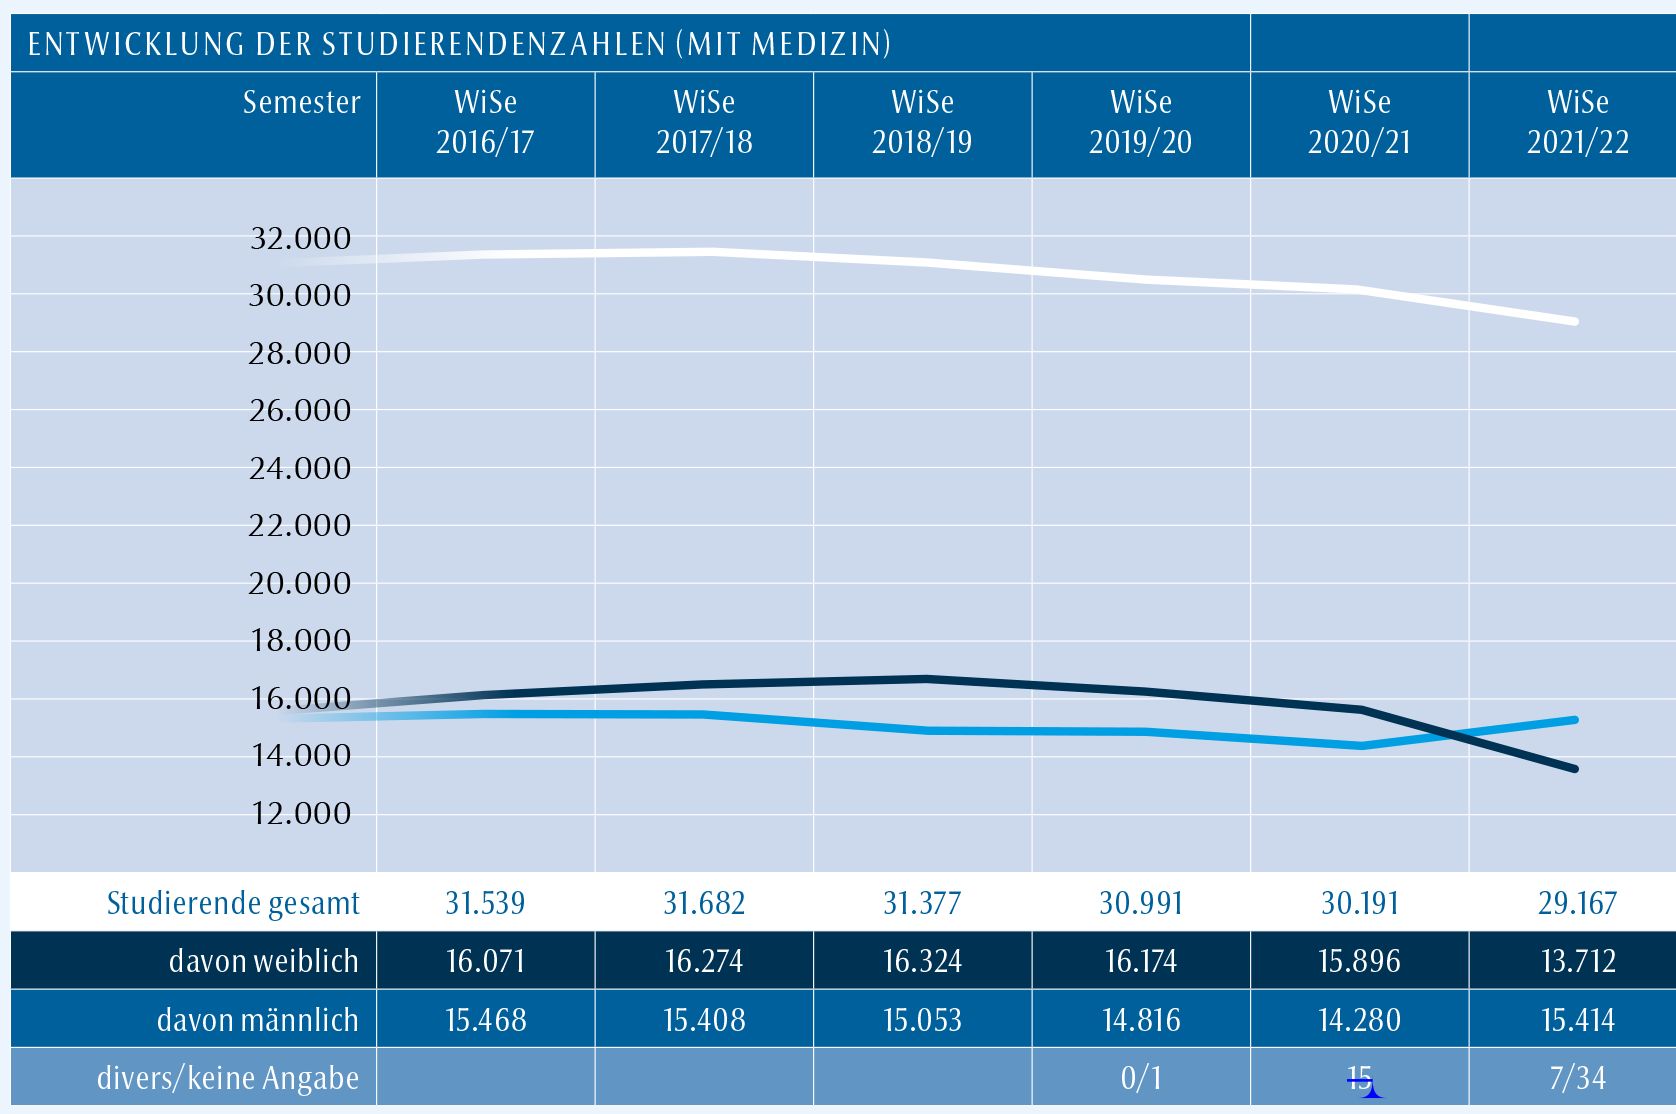 ENTWICKLUNG DER STUDIERENDENZAHLEN (MIT MEDIZIN)
Semester WiSe 2016/17 WiSe 2017/18 WiSe 2018/19 WiSe 2019/20 WiSe 2020/21 WiSe 2021/22
32.000
30.000
28.000
26.000
24.000
22.000
20.000
18.000
16.000
14.000
12.000
Studierende gesamt 31.539 31.682 31.377 30.991 30.191 29.167
davon weiblich 16.071 16.274 16.324 16.174 15.896 13.712
davon männlich 15.468 15.408 15.053 14.816 14.280 15.414
divers/keine Angabe 0/1 15 7/34